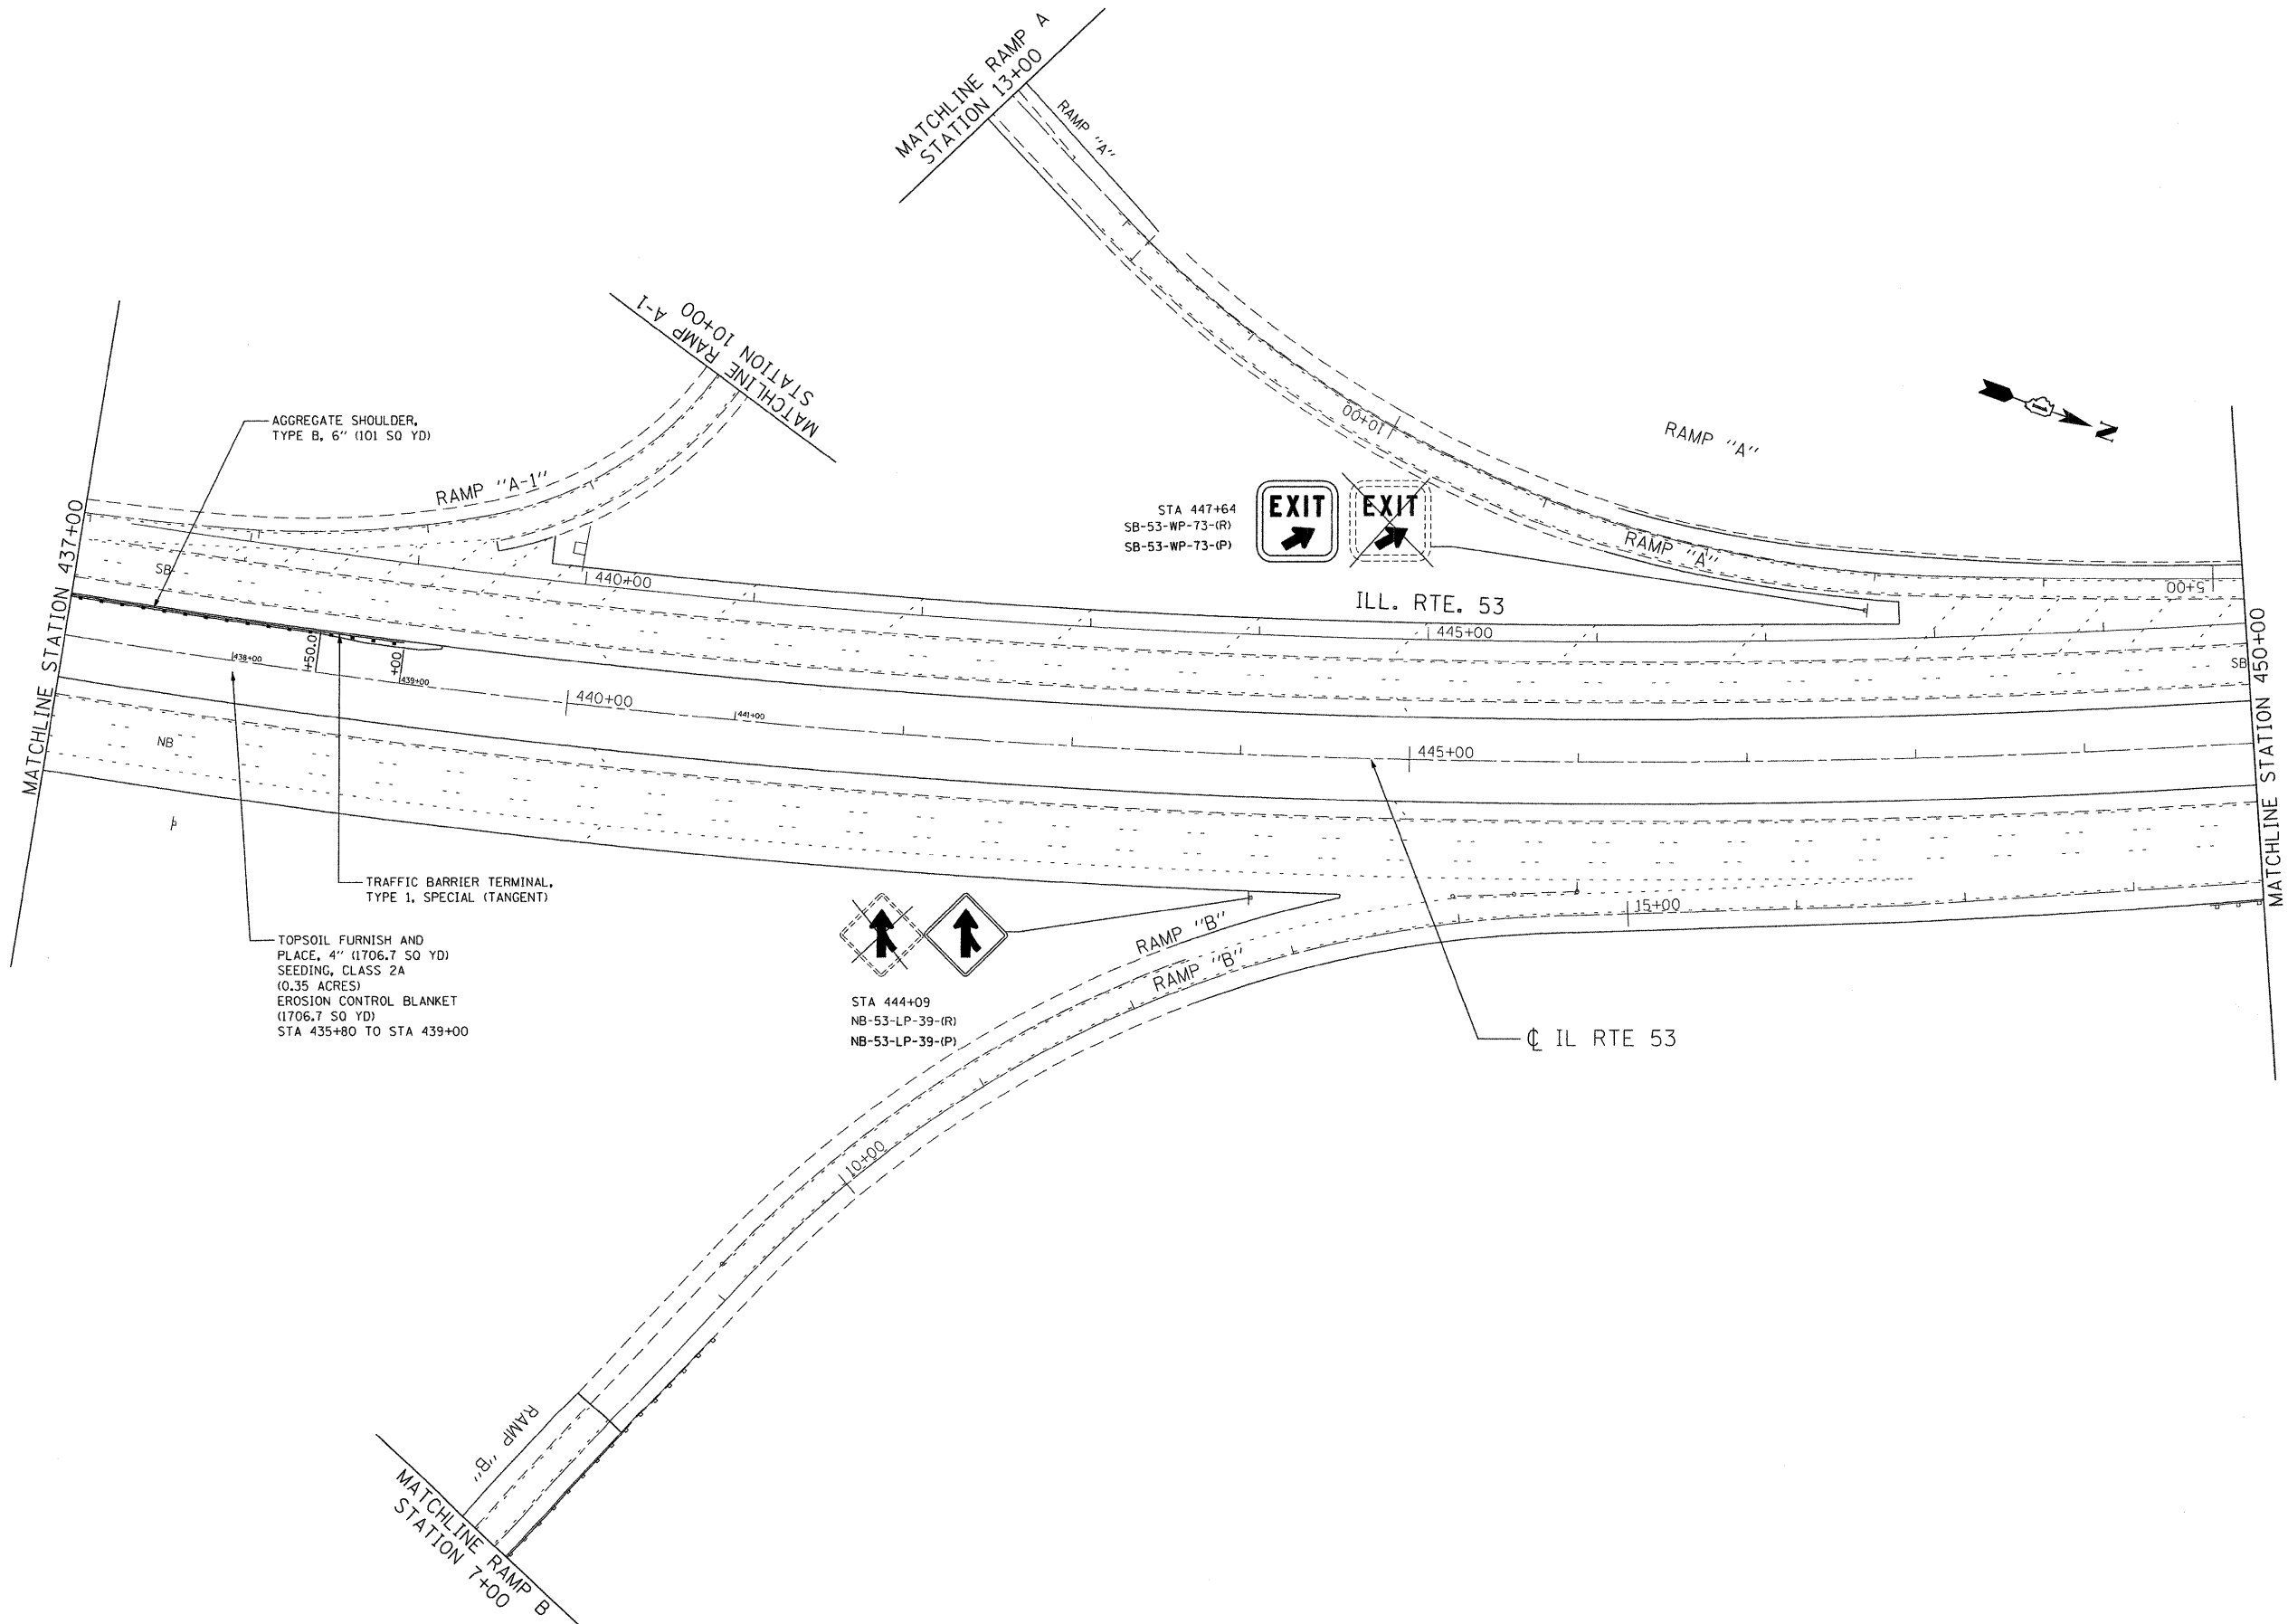 MATCHLINE RAMP A
STATION 13+00
RAMP "A"
MATCHLINE RAMP A-1
STATION 10+00
AGGREGATE SHOULDER,
TYPE B, 6" (101 SQ YD)
RAMP "A-1"
10+00
RAMP "A"
N
STA 447+64
SB-53-WP-73-(R)
SB-53-WP-73-(P)
EXIT
EXIT
RAMP "A"
5+00
MATCHLINE STATION 437+00
SB
440+00
ILL. RTE. 53
445+00
SB
MATCHLINE STATION 450+00
438+00
+50.0
+00
439+00
440+00
441+00
445+00
NB
TRAFFIC BARRIER TERMINAL,
TYPE 1, SPECIAL (TANGENT)
15+00
RAMP "B"
RAMP "B"
TOPSOIL FURNISH AND
PLACE, 4" (1706.7 SQ YD)
SEEDING, CLASS 2A
(0.35 ACRES)
EROSION CONTROL BLANKET
(1706.7 SQ YD)
STA 435+80 TO STA 439+00
STA 444+09
NB-53-LP-39-(R)
NB-53-LP-39-(P)
℄ IL RTE 53
10+00
RAMP "B"
MATCHLINE RAMP B
STATION 7+00